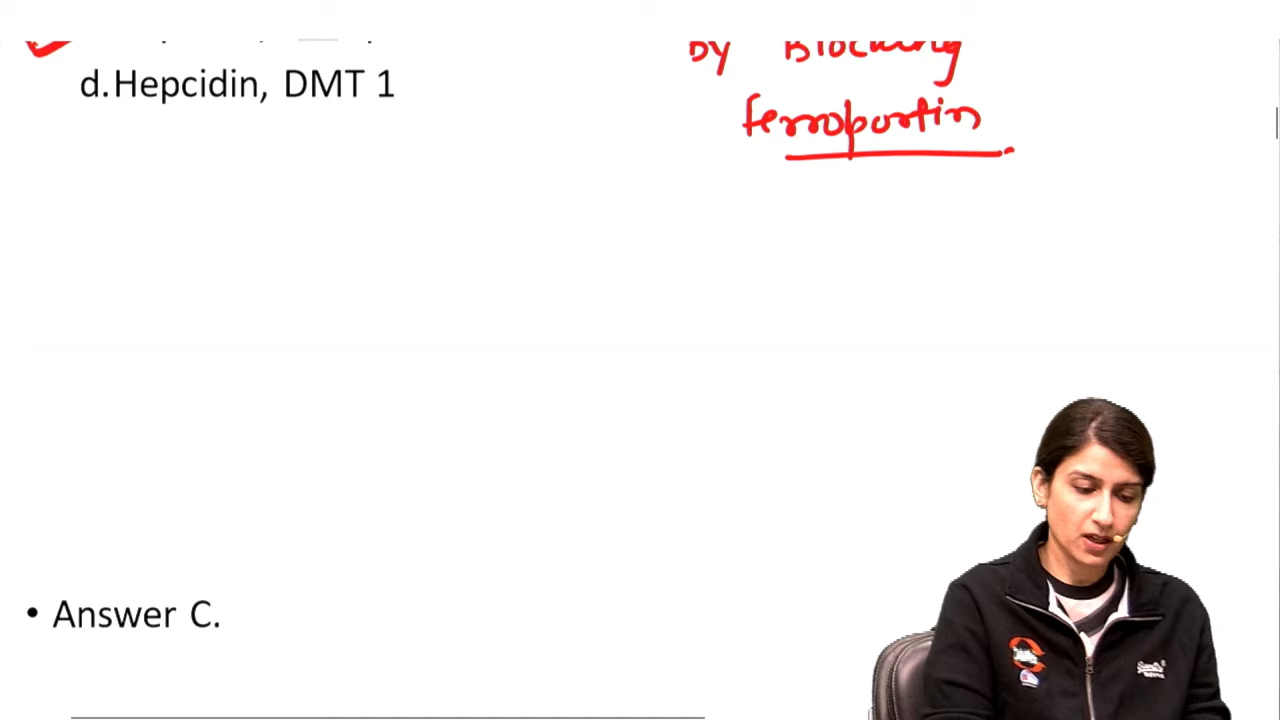 by Blocking
d.Hepcidin, DMT 1
ferroportin
• Answer C.